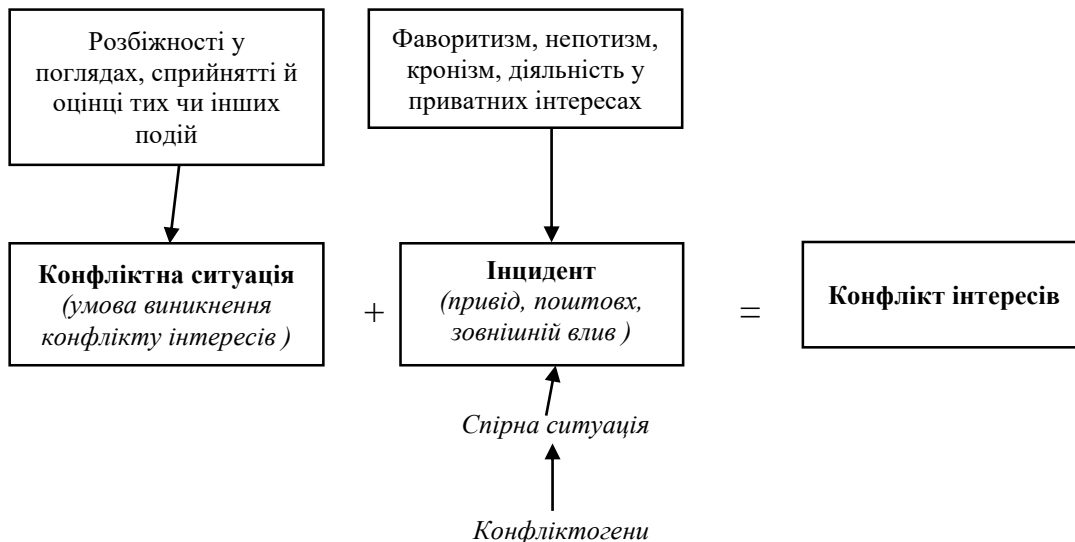 Розбіжності у
поглядах, сприйнятті й
оцінці тих чи інших
подій
Фаворитизм, непотизм,
кронізм, діяльність у
приватних інтересах
Конфліктна ситуація
(умова виникнення
конфлікту інтересів )
+
Інцидент
(привід, поштовх,
зовнішній влив )
=
Конфлікт інтересів
Спірна ситуація
Конфліктогени